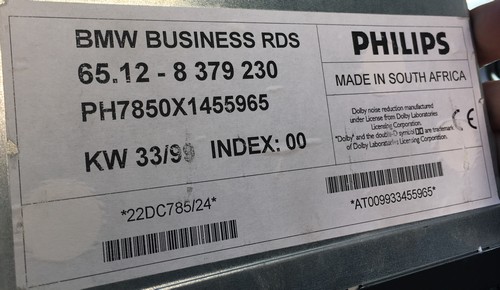 BMW BUSINESS RDS
65.12 - 8 379 230
PH7850X1455965
KW 33/99 INDEX: 00
*22DC785/24*
PHILIPS
MADE IN SOUTH AFRICA
Dolby noise reduction manufactured
under License from Dolby Laboratories
Licensing Corporation.
"Dolby" and the double-D symbol are trademark
of Dolby Laboratories Licensing Corporation.
CE
*AT009933455965*